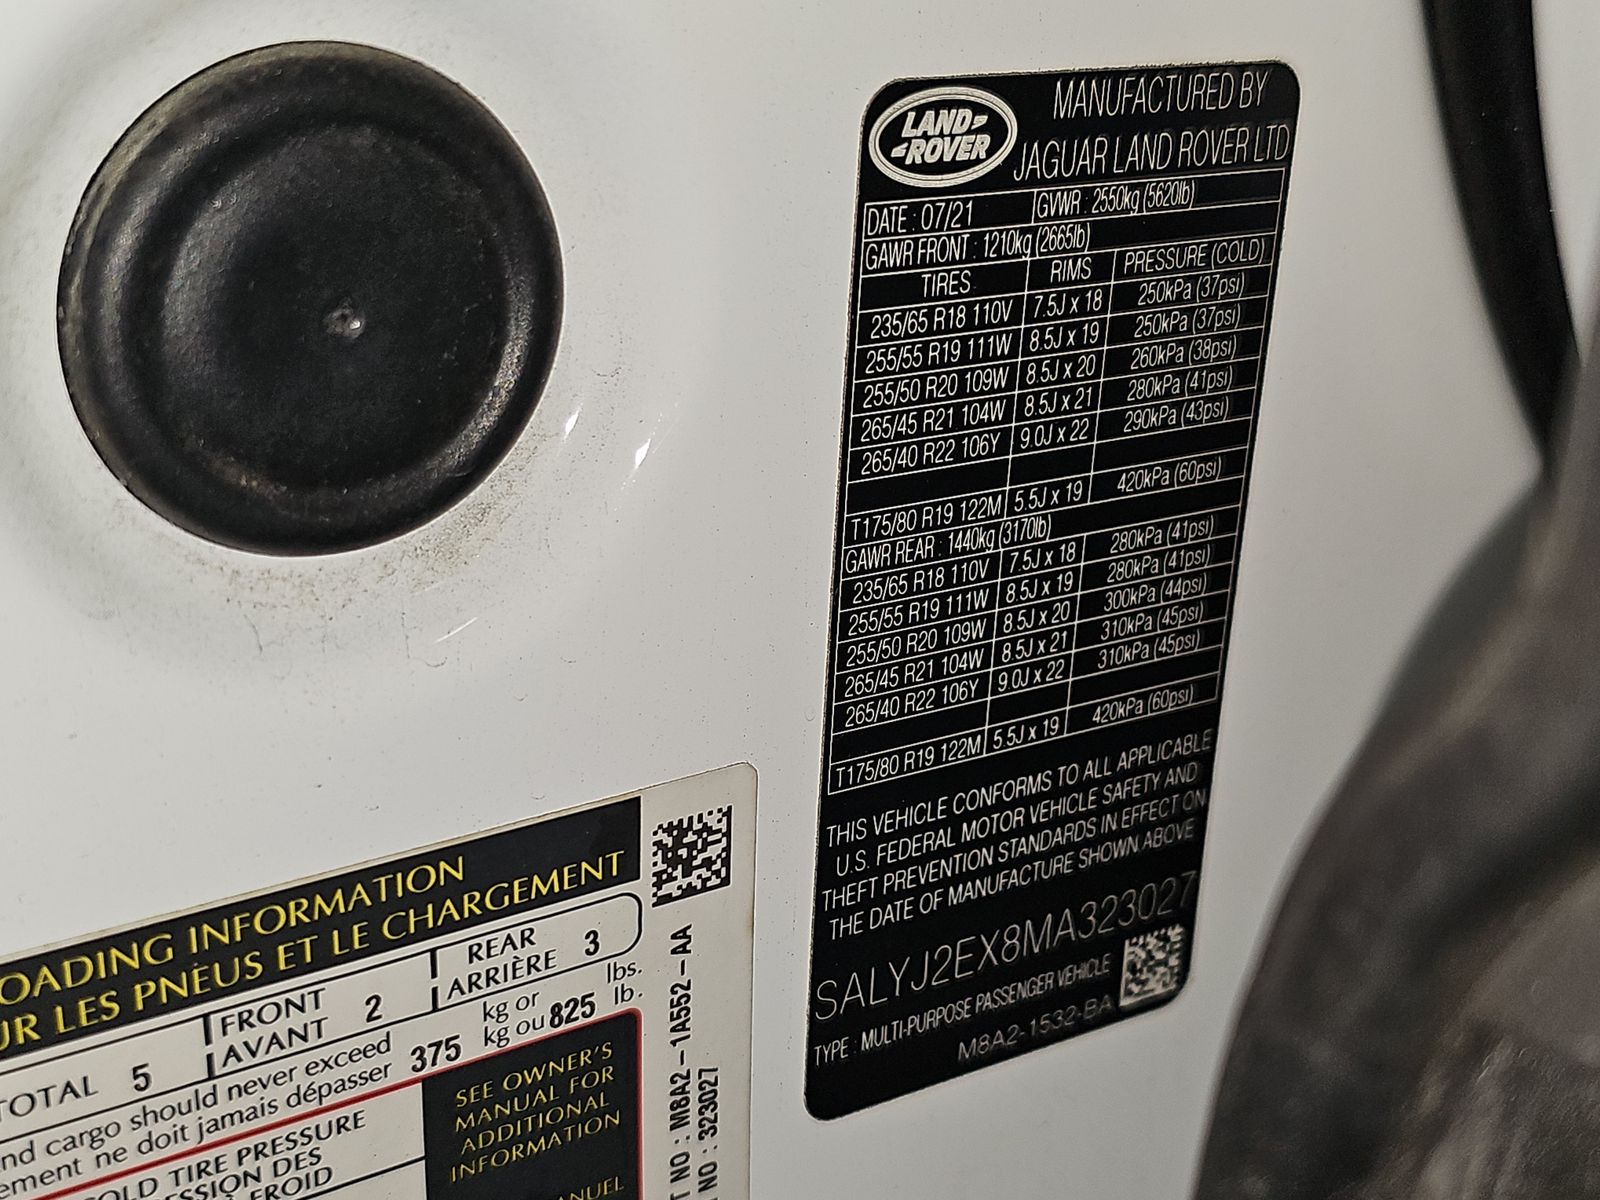 LAND ROVER
MANUFACTURED BY
JAGUAR LAND ROVER LTD
DATE : 07/21 GVWR : 2550kg (5620lb)
GAWR FRONT : 1210kg (2665lb)
TIRES RIMS PRESSURE (COLD)
235/65 R18 110V 7.5J x 18 250kPa (37psi)
255/55 R19 111W 8.5J x 19 250kPa (37psi)
255/50 R20 109W 8.5J x 20 260kPa (38psi)
265/45 R21 104W 8.5J x 21 280kPa (41psi)
265/40 R22 106Y 9.0J x 22 290kPa (43psi)
T175/80 R19 122M 5.5J x 19 420kPa (60psi)
GAWR REAR : 1440kg (3170lb)
235/65 R18 110V 7.5J x 18 280kPa (41psi)
255/55 R19 111W 8.5J x 19 280kPa (41psi)
255/50 R20 109W 8.5J x 20 300kPa (44psi)
265/45 R21 104W 8.5J x 21 310kPa (45psi)
265/40 R22 106Y 9.0J x 22 310kPa (45psi)
T175/80 R19 122M 5.5J x 19 420kPa (60psi)
THIS VEHICLE CONFORMS TO ALL APPLICABLE
U.S. FEDERAL MOTOR VEHICLE SAFETY AND
THEFT PREVENTION STANDARDS IN EFFECT ON
THE DATE OF MANUFACTURE SHOWN ABOVE
SALYJ2EX8MA323027
TYPE : MULTI-PURPOSE PASSENGER VEHICLE
M8A2-1532-BA
OADING INFORMATION
UR LES PNEUS ET LE CHARGEMENT
TOTAL 5 FRONT AVANT 2 REAR ARRIÈRE 3
nd cargo should never exceed 375 kg or 825 lbs.
ement ne doit jamais dépasser kg ou lb.
OLD TIRE PRESSURE
SSION DES
FROID
SEE OWNER'S
MANUAL FOR
ADDITIONAL
INFORMATION
ANUEL
T NO : M8A2-1A552-AA
NO : 323027